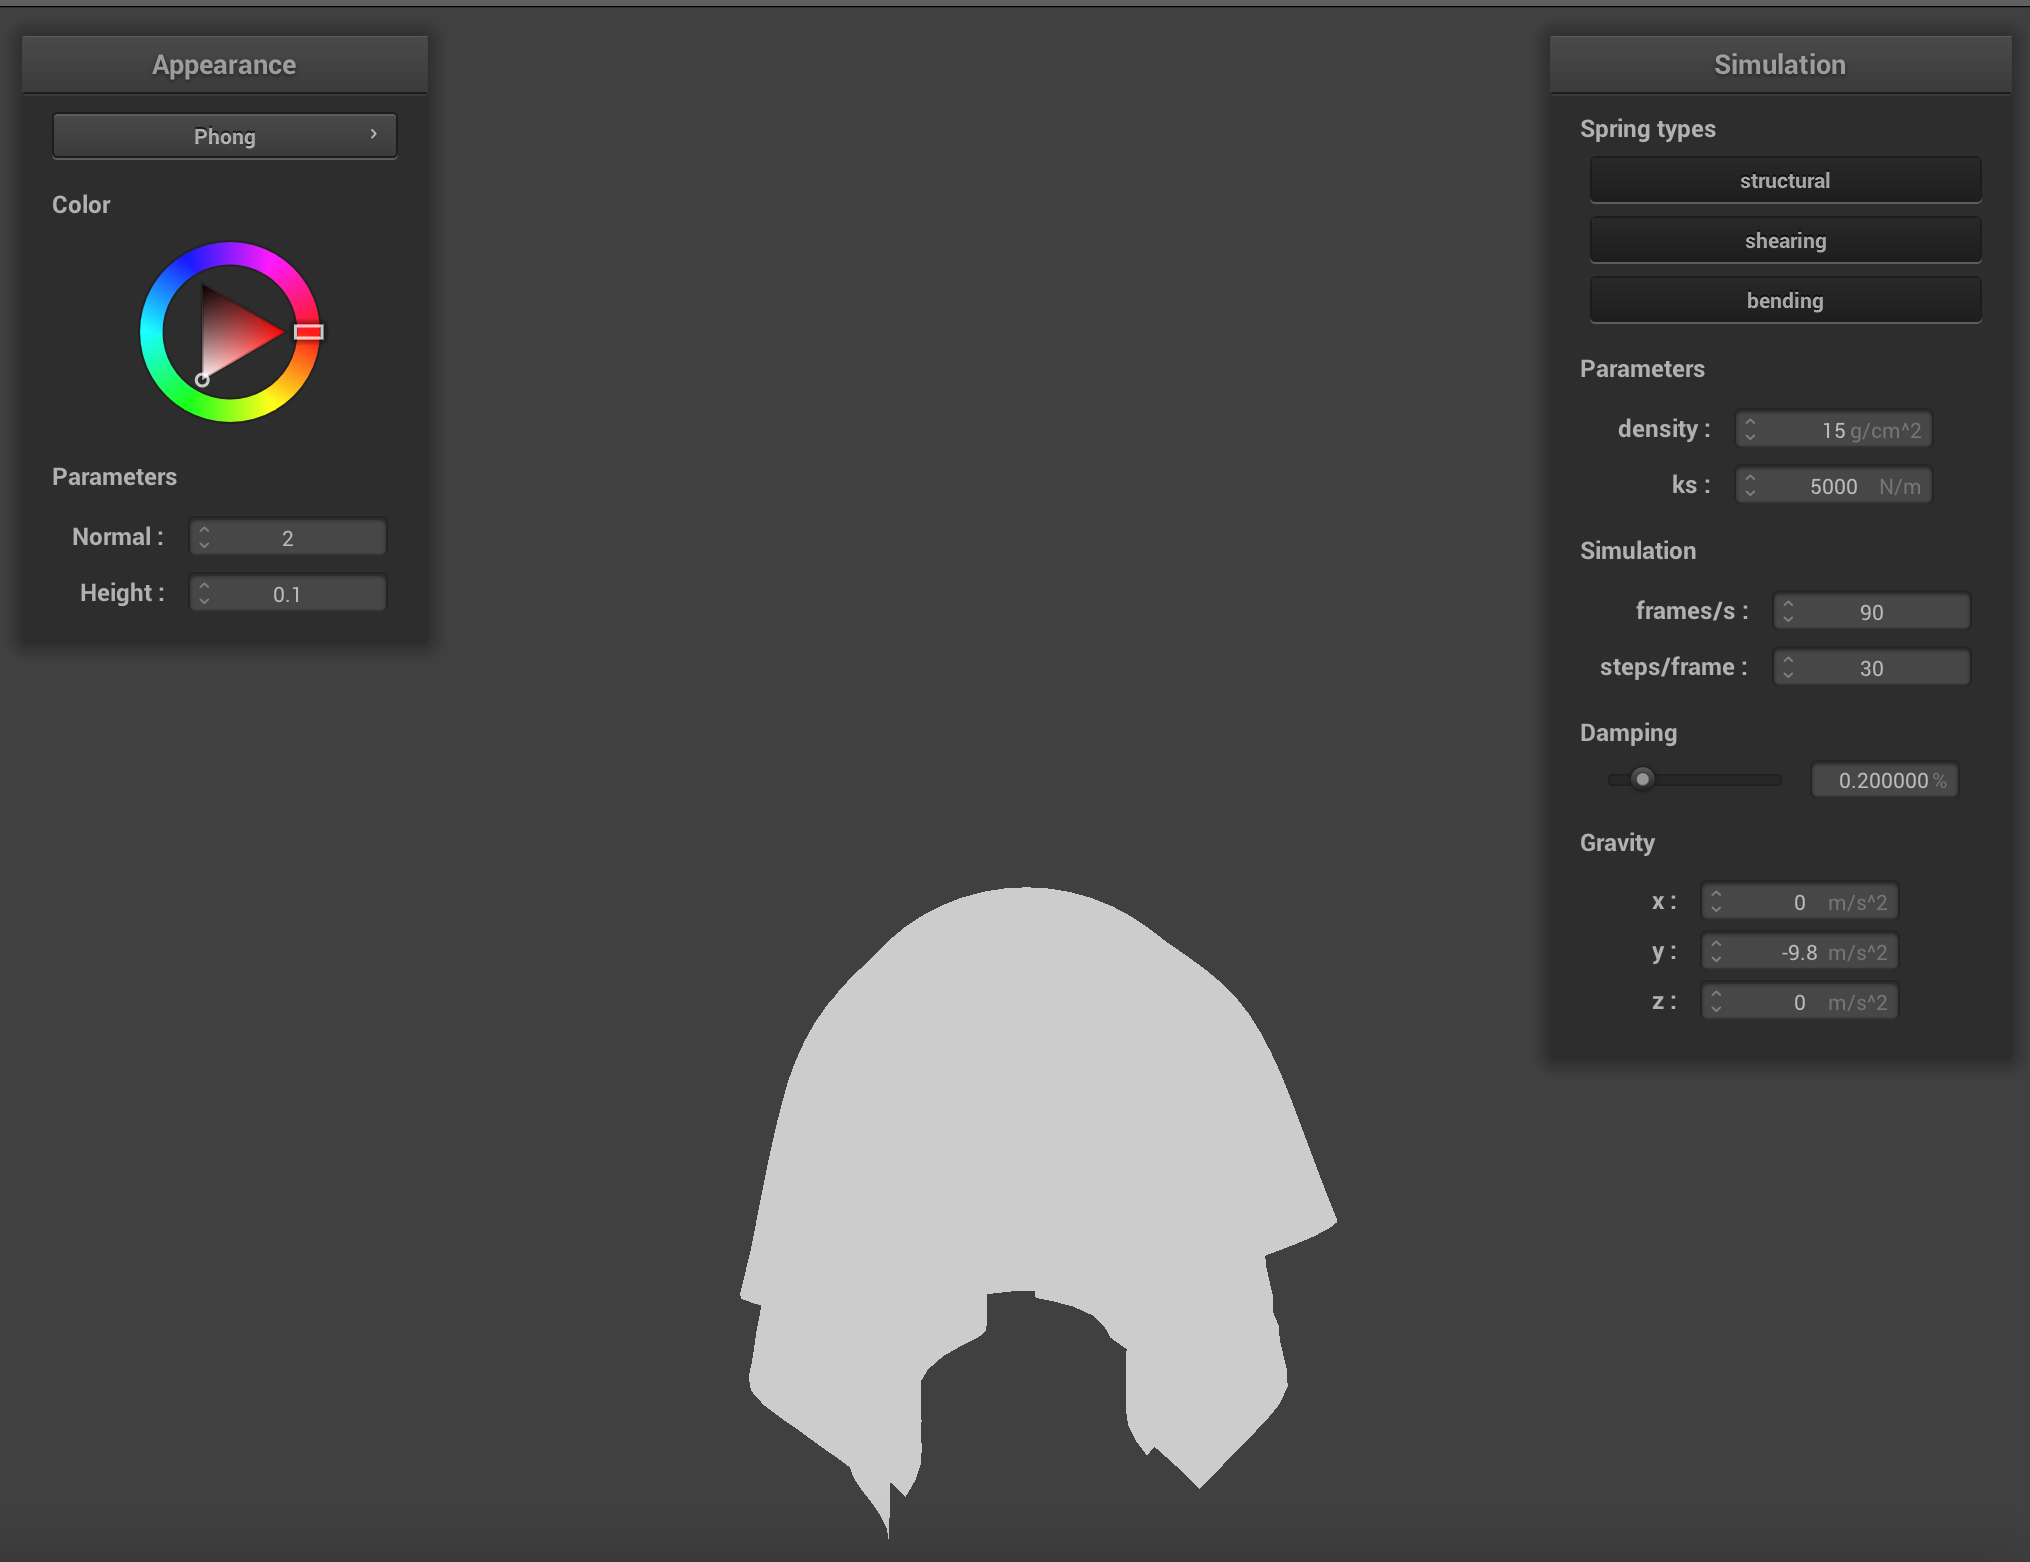 Appearance
Phong
Color
Parameters
Normal : 2
Height : 0.1
Simulation
Spring types
structural
shearing
bending
Parameters
density : 15 g/cm^2
ks : 5000 N/m
Simulation
frames/s : 90
steps/frame : 30
Damping
0.200000 %
Gravity
x : 0 m/s^2
y : -9.8 m/s^2
z : 0 m/s^2